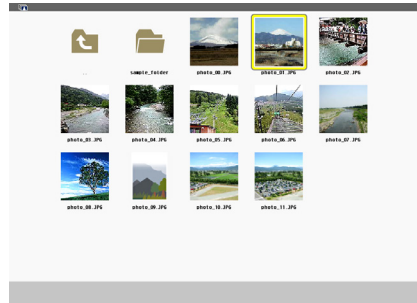 ..
sample_folder
photo_00.JPG
photo_01.JPG
photo_02.JPG
photo_03.JPG
photo_04.JPG
photo_05.JPG
photo_06.JPG
photo_07.JPG
photo_08.JPG
photo_09.JPG
photo_10.JPG
photo_11.JPG